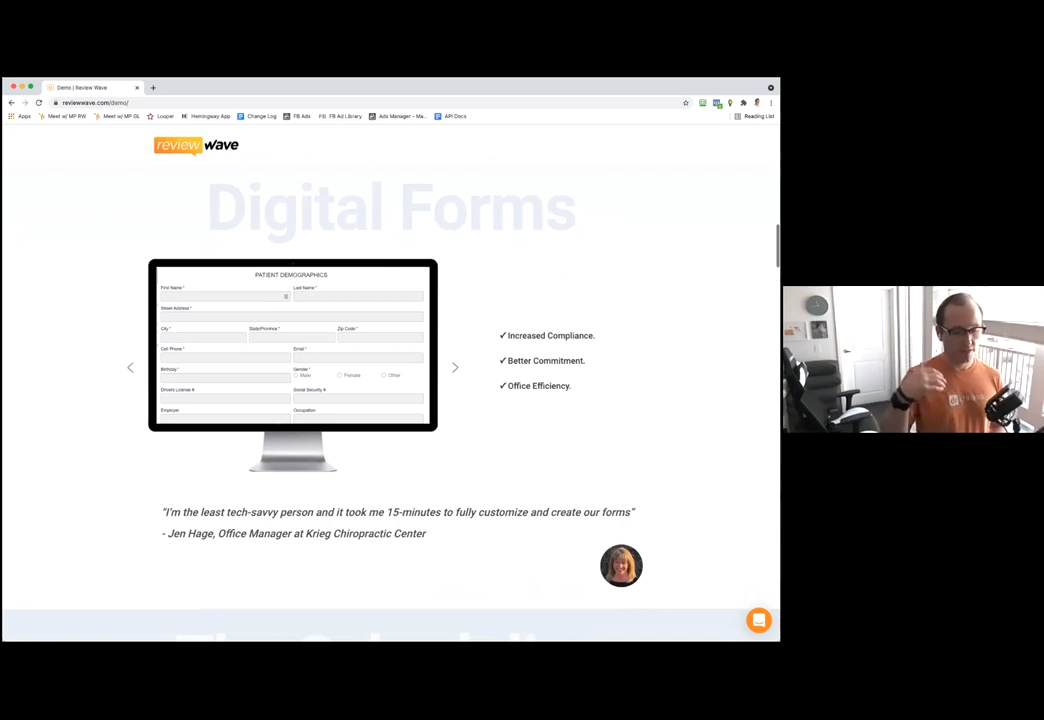 Demo | Review Wave
reviewwave.com/demo/
Apps Meet w/ MP RW Meet w/ MP GL Looper Hemingway App Change Log FB Ads FB Ad Library Ads Manager - Ma... API Docs Reading List
review wave
Digital Forms
PATIENT DEMOGRAPHICS
First Name * Last Name *
Street Address *
City * State/Province * Zip Code *
Cell Phone * Email *
Birthday * Gender *
Male Female Other
Drivers License # Social Security #
Employer Occupation
✓ Increased Compliance.
✓ Better Commitment.
✓ Office Efficiency.
“I’m the least tech-savvy person and it took me 15-minutes to fully customize and create our forms”
- Jen Hage, Office Manager at Krieg Chiropractic Center